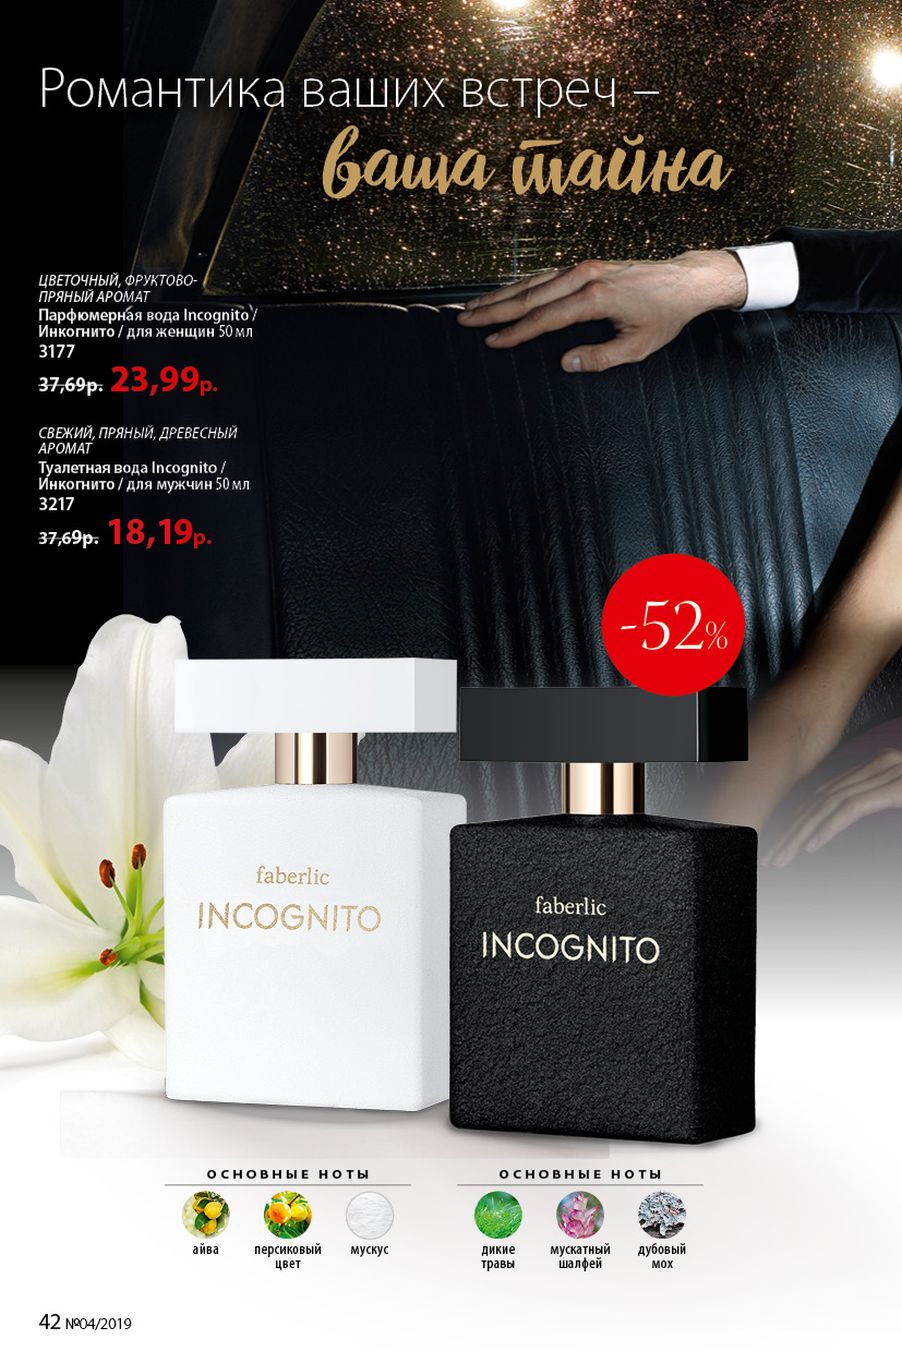 Романтика ваших встреч –
ваша тайна
ЦВЕТОЧНЫЙ, ФРУКТОВО-
ПРЯНЫЙ АРОМАТ
Парфюмерная вода Incognito /
Инкогнито / для женщин 50 мл
3177
37,69р. 23,99р.
СВЕЖИЙ, ПРЯНЫЙ, ДРЕВЕСНЫЙ
АРОМАТ
Туалетная вода Incognito /
Инкогнито / для мужчин 50 мл
3217
37,69р. 18,19р.
-52%
faberlic
INCOGNITO
faberlic
INCOGNITO
ОСНОВНЫЕ НОТЫ
айва
персиковый
цвет
мускус
ОСНОВНЫЕ НОТЫ
дикие
травы
мускатный
шалфей
дубовый
мох
42 №04/2019